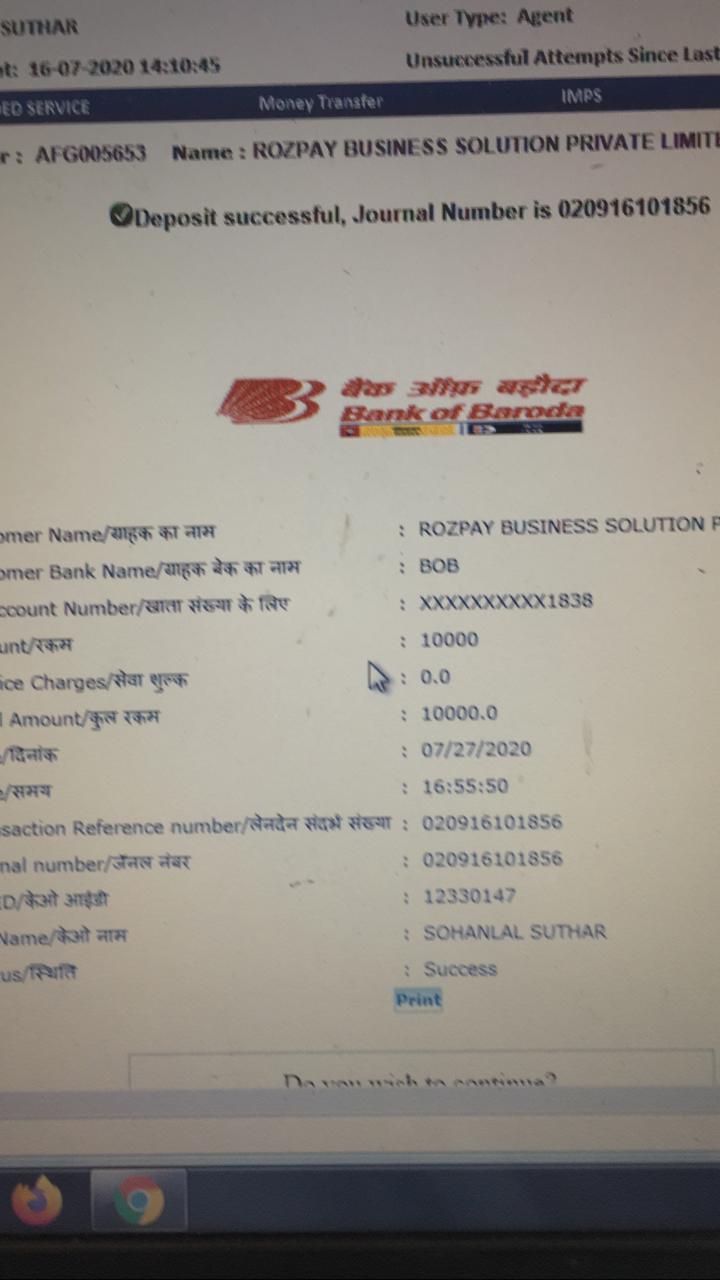 SUTHAR
User Type: Agent
t: 16-07-2020 14:10:45
Unsuccessful Attempts Since Last
ED SERVICE Money Transfer IMPS
r : AFG005653 Name : ROZPAY BUSINESS SOLUTION PRIVATE LIMIT
Deposit successful, Journal Number is 020916101856
बैंक ऑफ़ बड़ौदा
Bank of Baroda
omer Name/ग्राहक का नाम : ROZPAY BUSINESS SOLUTION P
omer Bank Name/ग्राहक बेंक का नाम : BOB
ccount Number/खाता संख्या के लिए : XXXXXXXXXX1838
unt/रकम : 10000
ice Charges/सेवा शुल्क : 0.0
l Amount/कुल रकम : 10000.0
/दिनांक : 07/27/2020
/समय : 16:55:50
saction Reference number/लेनदेन संदर्भ संख्या : 020916101856
nal number/जॅनल नंबर : 020916101856
D/केओ आईडी : 12330147
Name/केओ नाम : SOHANLAL SUTHAR
us/स्थिति : Success
Print
Do you wish to continue?